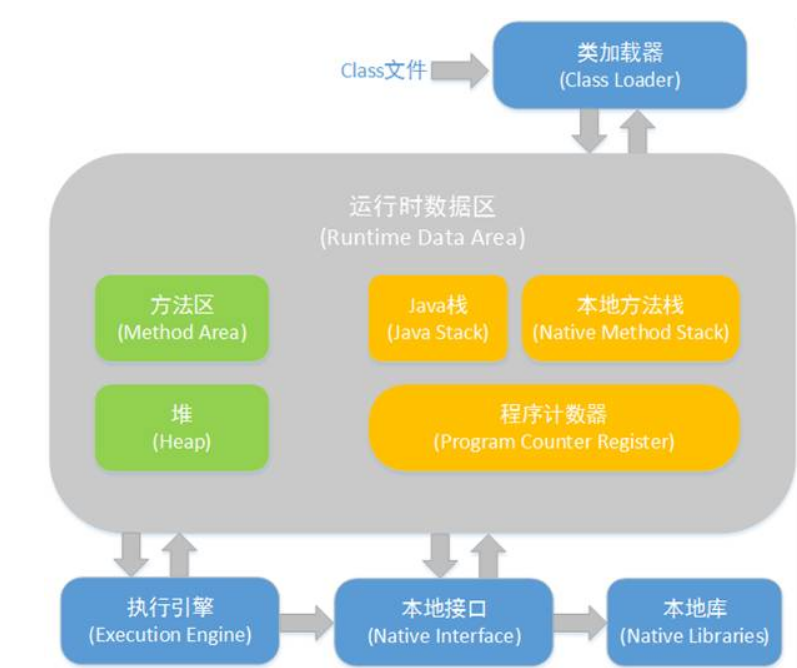 Class文件
类加载器
(Class Loader)
运行时数据区
(Runtime Data Area)
方法区
(Method Area)
Java栈
(Java Stack)
本地方法栈
(Native Method Stack)
堆
(Heap)
程序计数器
(Program Counter Register)
执行引擎
(Execution Engine)
本地接口
(Native Interface)
本地库
(Native Libraries)